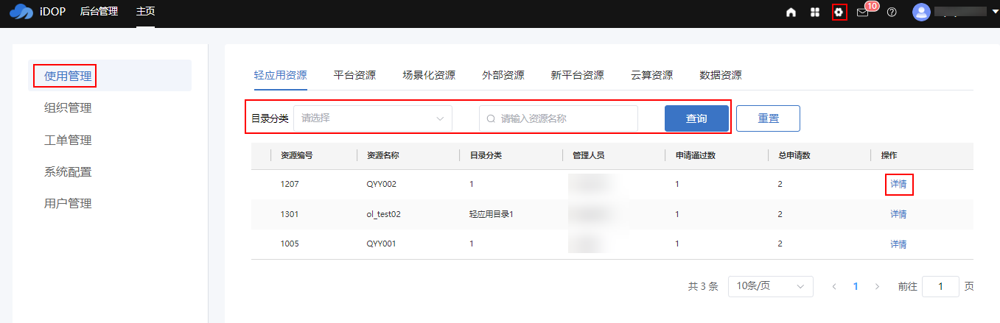 iDOP 后台管理 主页 10
使用管理
组织管理
工单管理
系统配置
用户管理
轻应用资源 平台资源 场景化资源 外部资源 新平台资源 云算资源 数据资源
目录分类 请选择 请输入资源名称 查询 重置
资源编号 资源名称 目录分类 管理人员 申请通过数 总申请数 操作
1207 QYY002 1 1 2 详情
1301 ol_test02 轻应用目录1 1 2 详情
1005 QYY001 1 1 2 详情
共 3 条 10条/页 1 前往 1 页